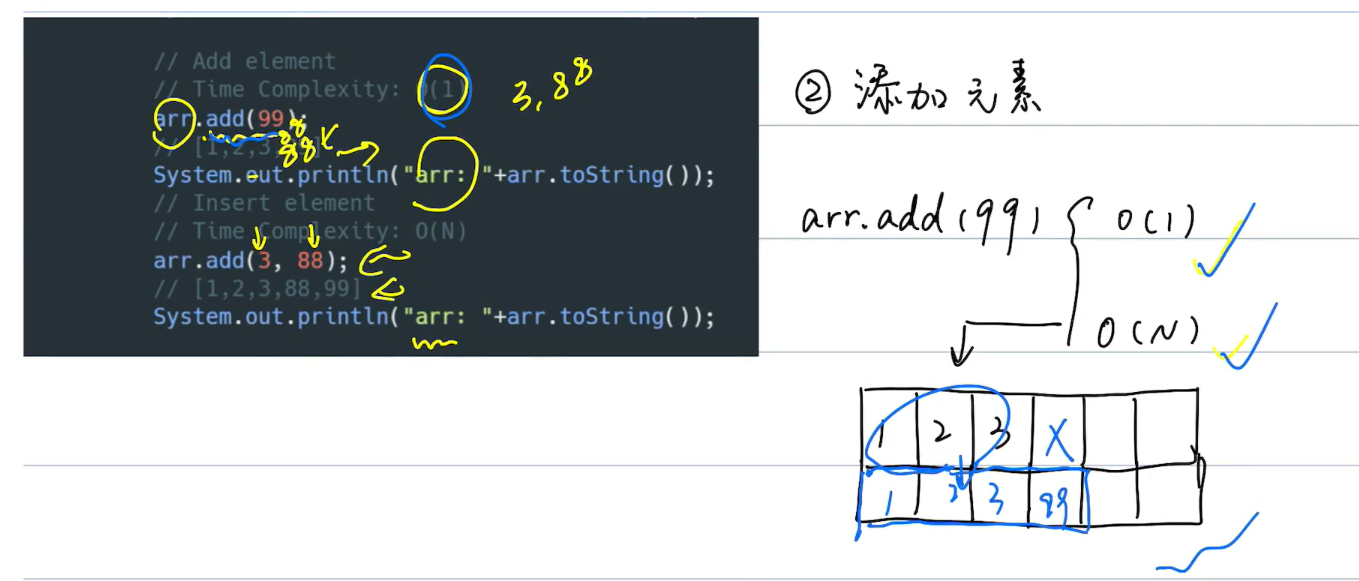 // Add element
// Time Complexity: O(1)
arr.add(99);
// [1,2,3,99]
System.out.println("arr: "+arr.toString());
// Insert element
// Time Complexity: O(N)
arr.add(3, 88);
// [1,2,3,88,99]
System.out.println("arr: "+arr.toString());
3,88
88
② 添加元素
arr.add(99) { O(1)
O(N)
1 2 3 X
1 2 3 99